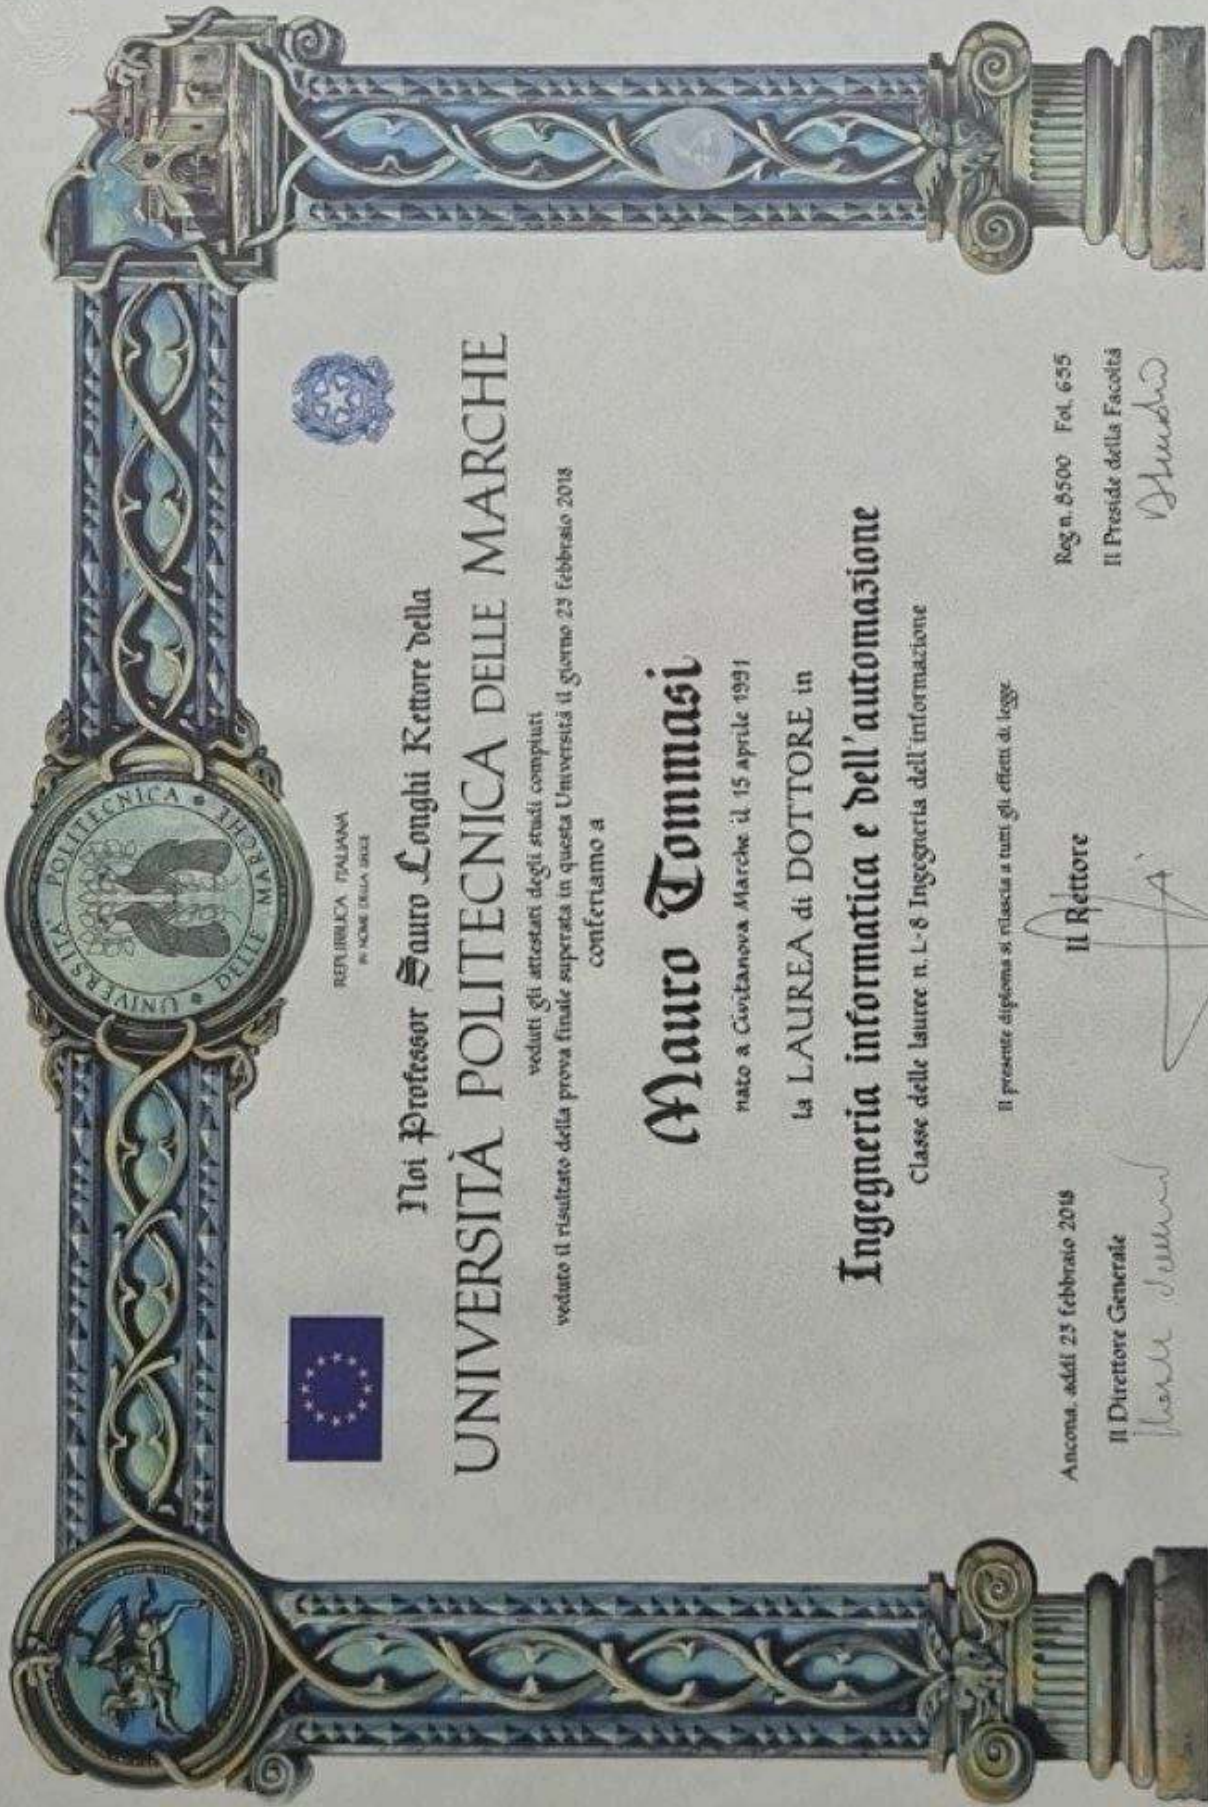 UNIVERSITÀ POLITECNICA
DELLE MARCHE
REPUBBLICA ITALIANA
IN NOME DELLA LEGGE
Noi Professor Sauro Longhi Rettore della
UNIVERSITÀ POLITECNICA DELLE MARCHE
veduti gli attestati degli studi compiuti
veduto il risultato della prova finale superata in questa Università il giorno 23 febbraio 2018
conferiamo a
Mauro Tommasi
nato a Civitanova Marche il 15 aprile 1991
la LAUREA di DOTTORE in
Ingegneria informatica e dell'automazione
Classe delle lauree n. L-8 Ingegneria dell'informazione
Il presente diploma si rilascia a tutti gli effetti di legge.
Ancona, addì 23 febbraio 2018
Reg n. 8500 Fol. 655
Il Direttore Generale
Il Rettore
Il Preside della Facoltà